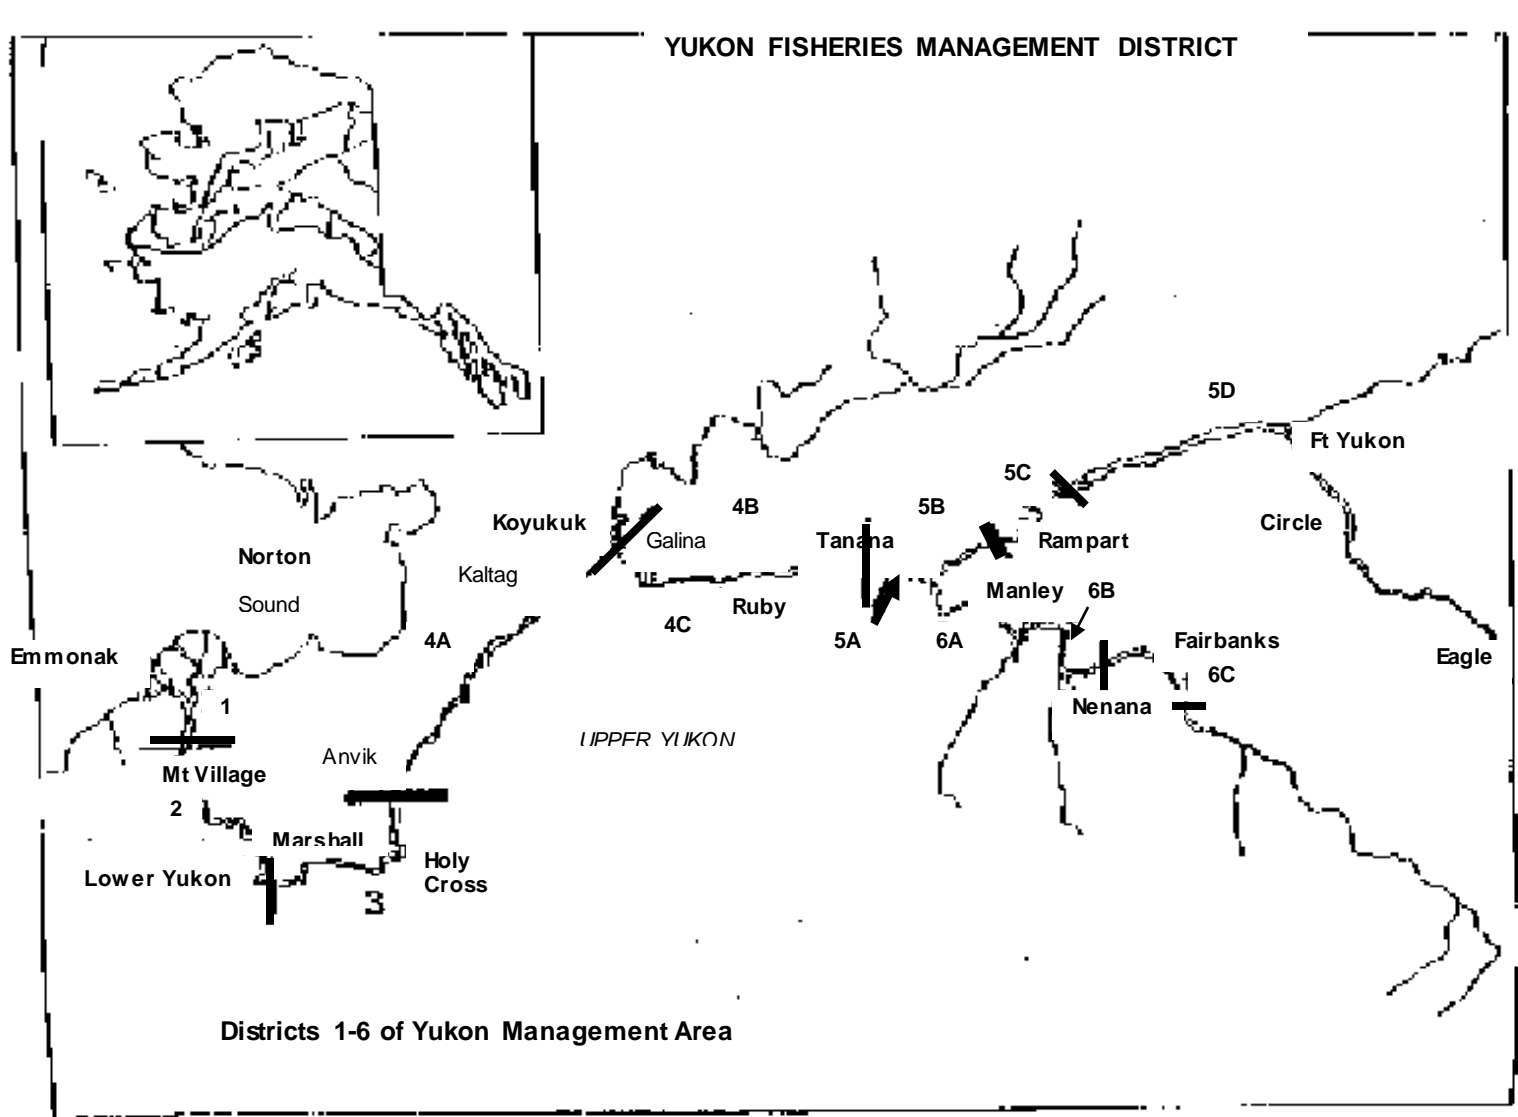 YUKON FISHERIES MANAGEMENT DISTRICT
5D
Ft Yukon
5C
4B
5B
Koyukuk
Circle
Galina
Tanana
Rampart
Norton
Kaltag
Manley
6B
Sound
Ruby
4C
4A
5A
6A
Fairbanks
Emmonak
Eagle
6C
1
Nenana
UPPER YUKON
Anvik
Mt Village
2
Marshall
Holy
Cross
Lower Yukon
3
Districts 1-6 of Yukon Management Area